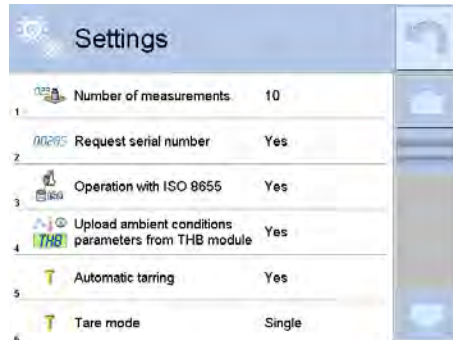 Settings
1 Number of measurements 10
2 00285 Request serial number Yes
3 Operation with ISO 8655 Yes
4 THB Upload ambient conditions
parameters from THB module Yes
5 Automatic tarring Yes
Tare mode Single